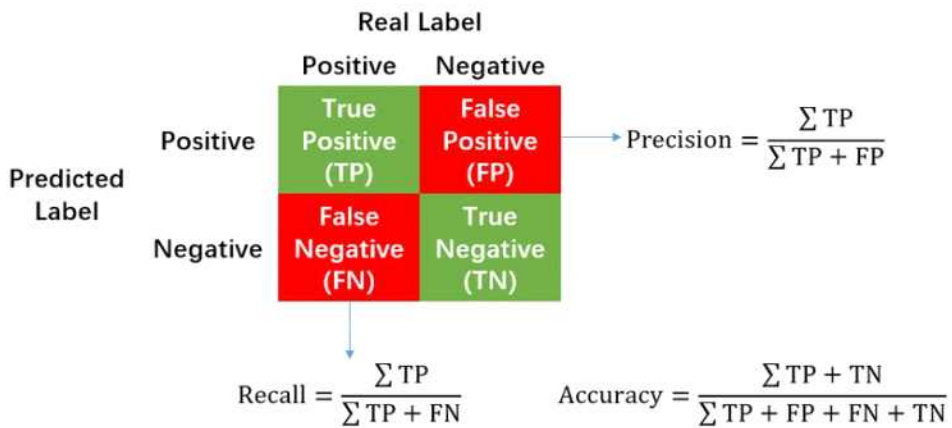 Real Label
Positive Negative
True Positive (TP)
False Positive (FP)
Positive
Predicted Label
Precision = ∑ TP / ∑ TP + FP
False Negative (FN)
True Negative (TN)
Negative
Recall = ∑ TP / ∑ TP + FN
Accuracy = ∑ TP + TN / ∑ TP + FP + FN + TN